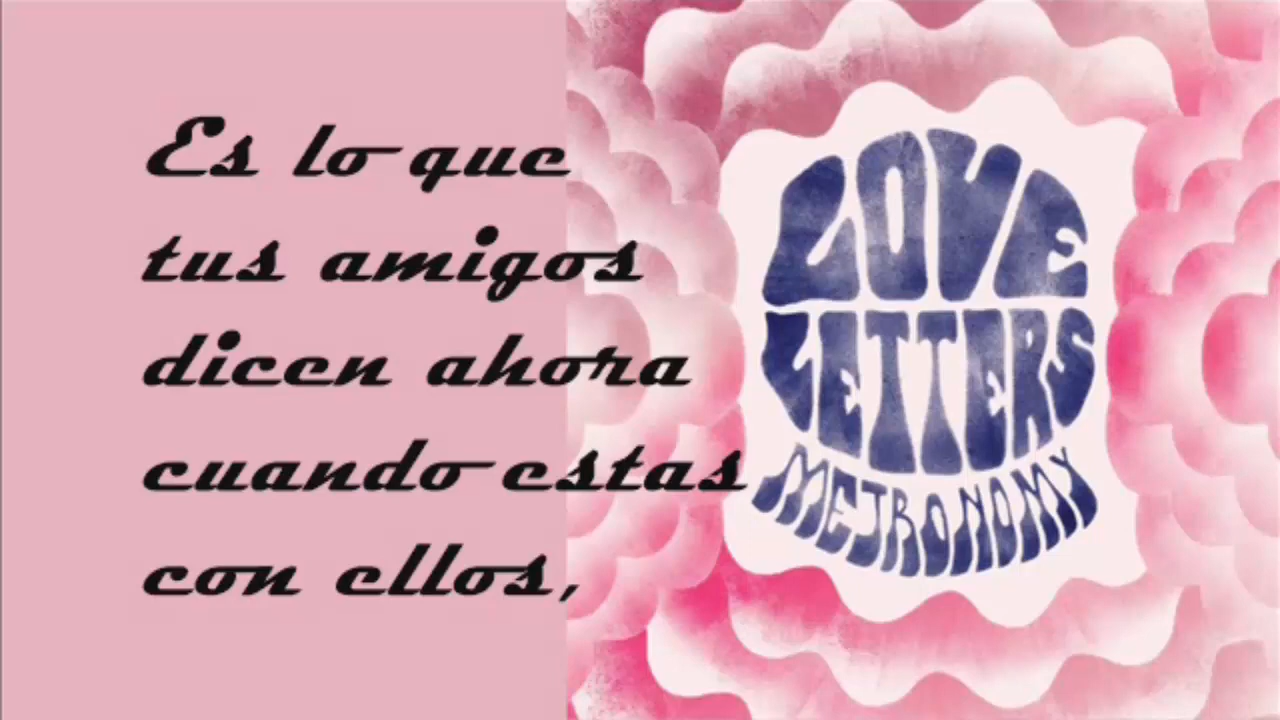 Es lo que
tus amigos
dicen ahora
cuando estas
con ellos,
LOVE
LETTERS
METRONOMY